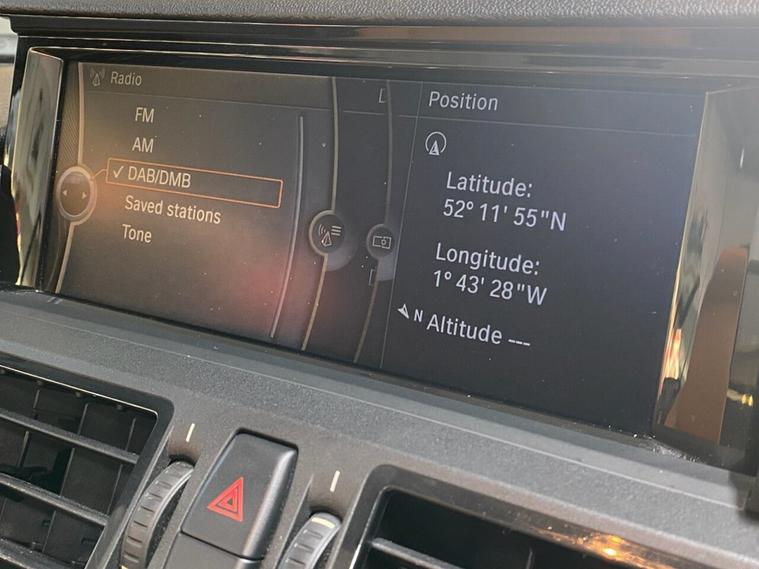 Radio
FM
AM
✓ DAB/DMB
Saved stations
Tone
Position
Latitude:
52° 11' 55"N
Longitude:
1° 43' 28"W
N
Altitude ---